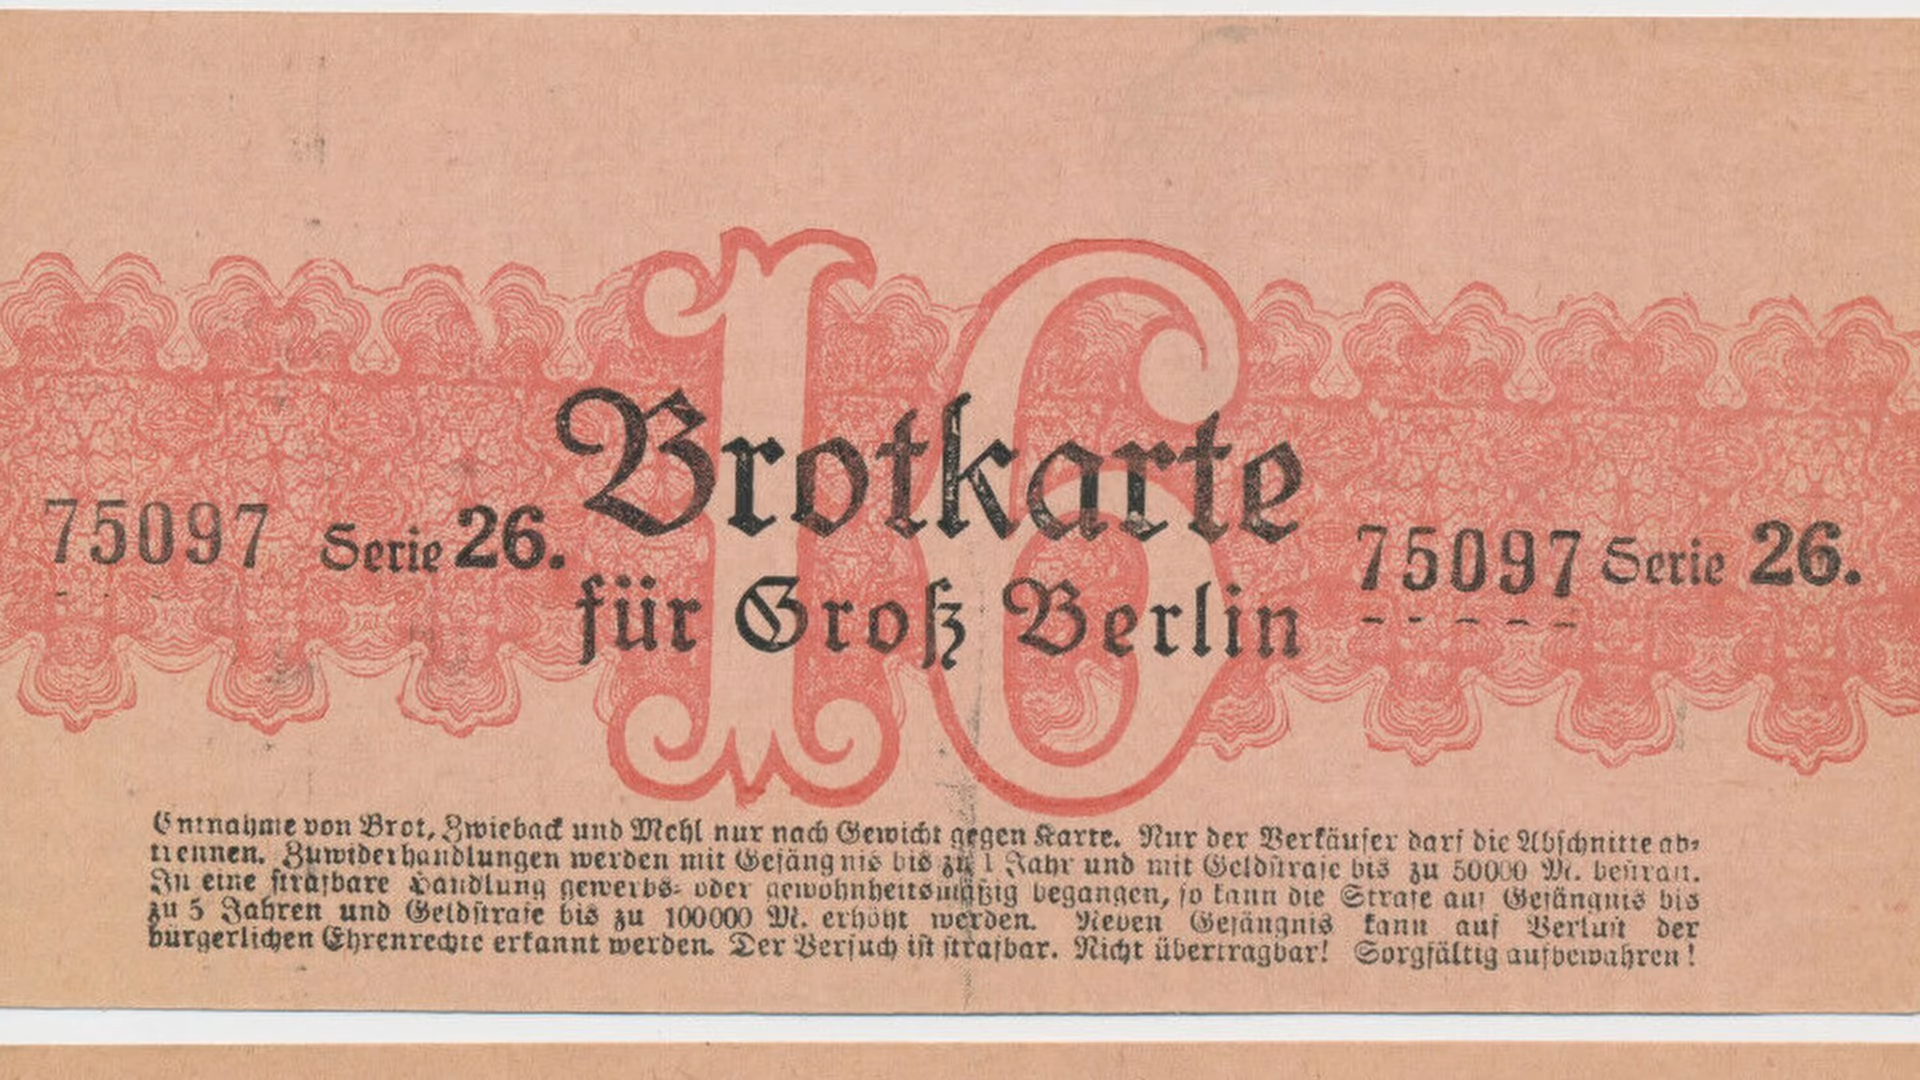 16
Brotkarte
75097 Serie 26.
75097 Serie 26.
für Groß Berlin
Entnahme von Brot, Zwieback und Mehl nur nach Gewicht gegen Karte. Nur der Verkäufer darf die Abschnitte ab-
trennen. Zuwiderhandlungen werden mit Gefängnis bis zu 1 Jahr und mit Geldstrafe bis zu 50000 M. bestraft.
In eine strafbare Handlung gewerbs- oder gewohnheitsmäßig begangen, so kann die Strafe auf Gefängnis bis
zu 5 Jahren und Geldstrafe bis zu 100000 M. erhöht werden. Neben Gefängnis kann auf Verlust der
bürgerlichen Ehrenrechte erkannt werden. Der Versuch ist strafbar. Nicht übertragbar! Sorgfältig aufbewahren!